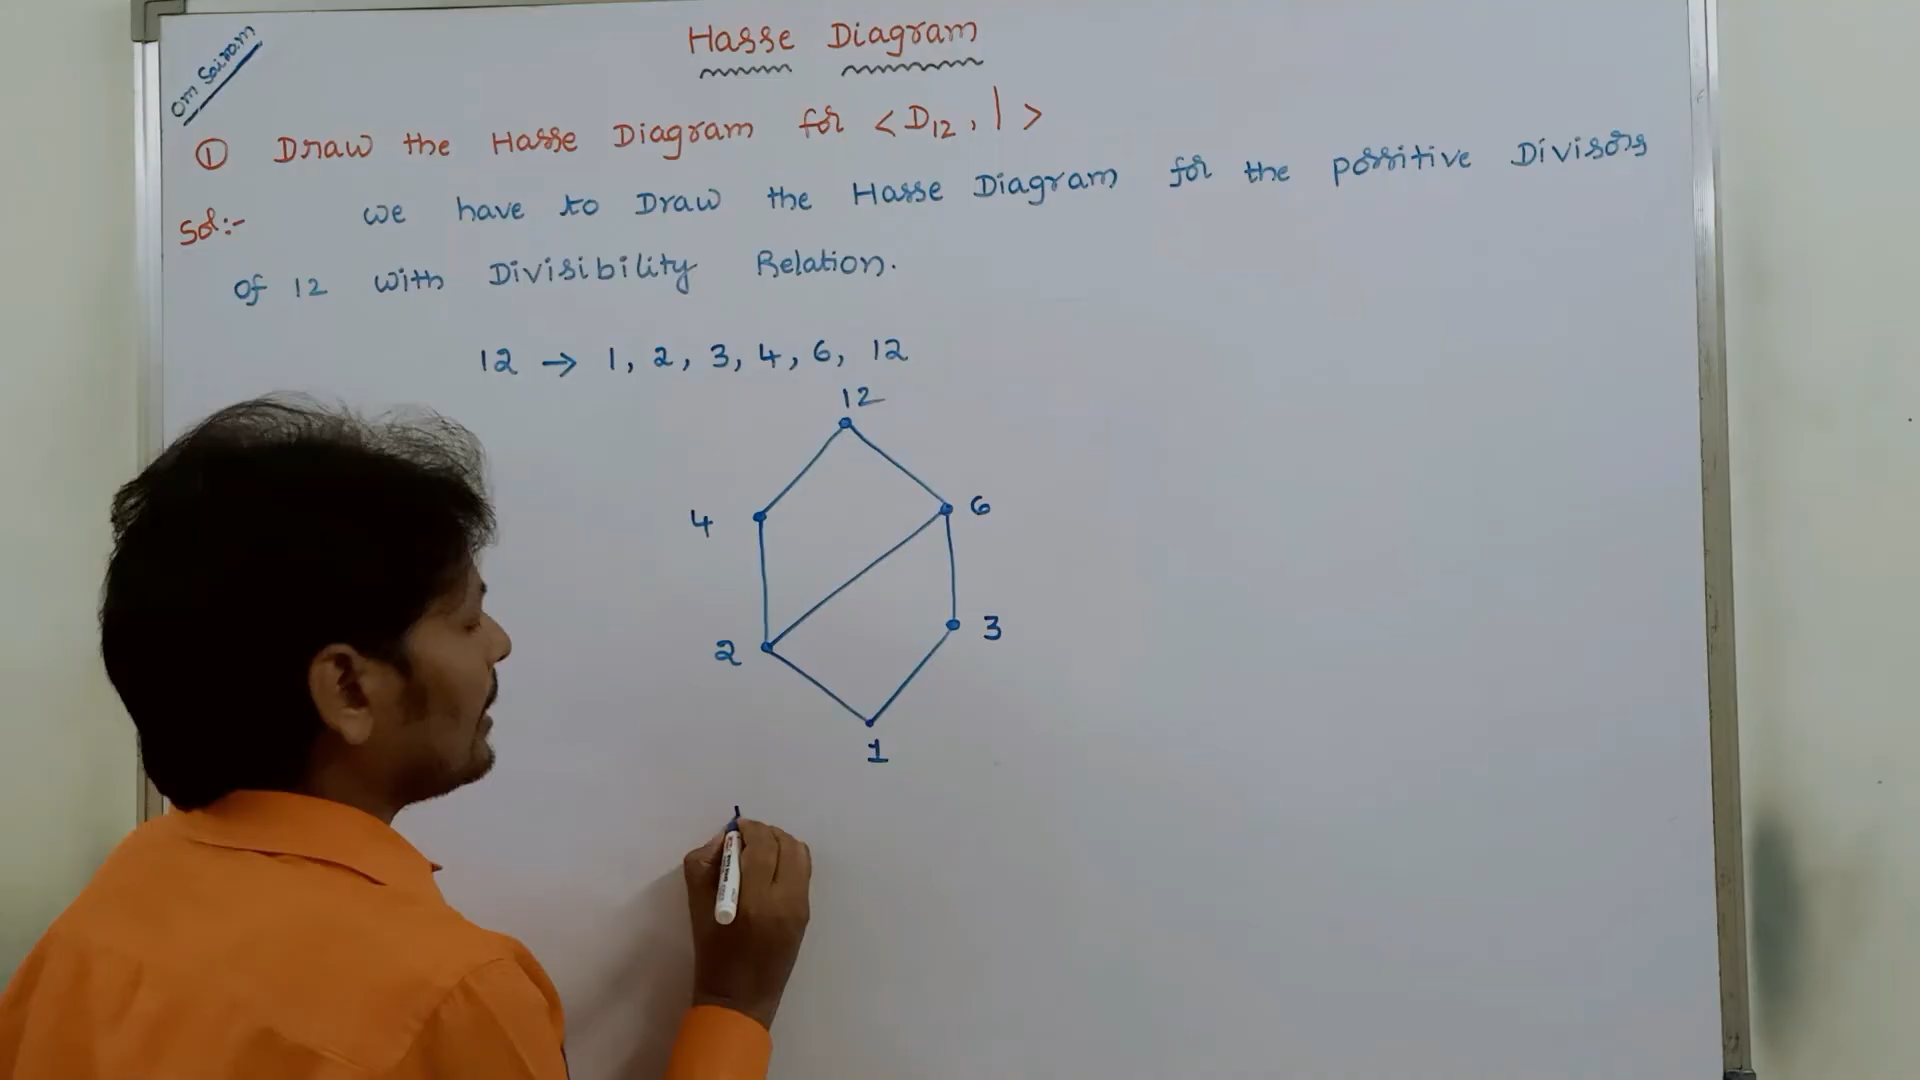 Om Sairam
Hasse Diagram
① Draw the Hasse Diagram for <D₁₂, |>
Sol:- we have to Draw the Hasse Diagram for the possitive Divisors
of 12 with Divisibility Relation.
12 → 1, 2, 3, 4, 6, 12
12
4 6
2 3
1